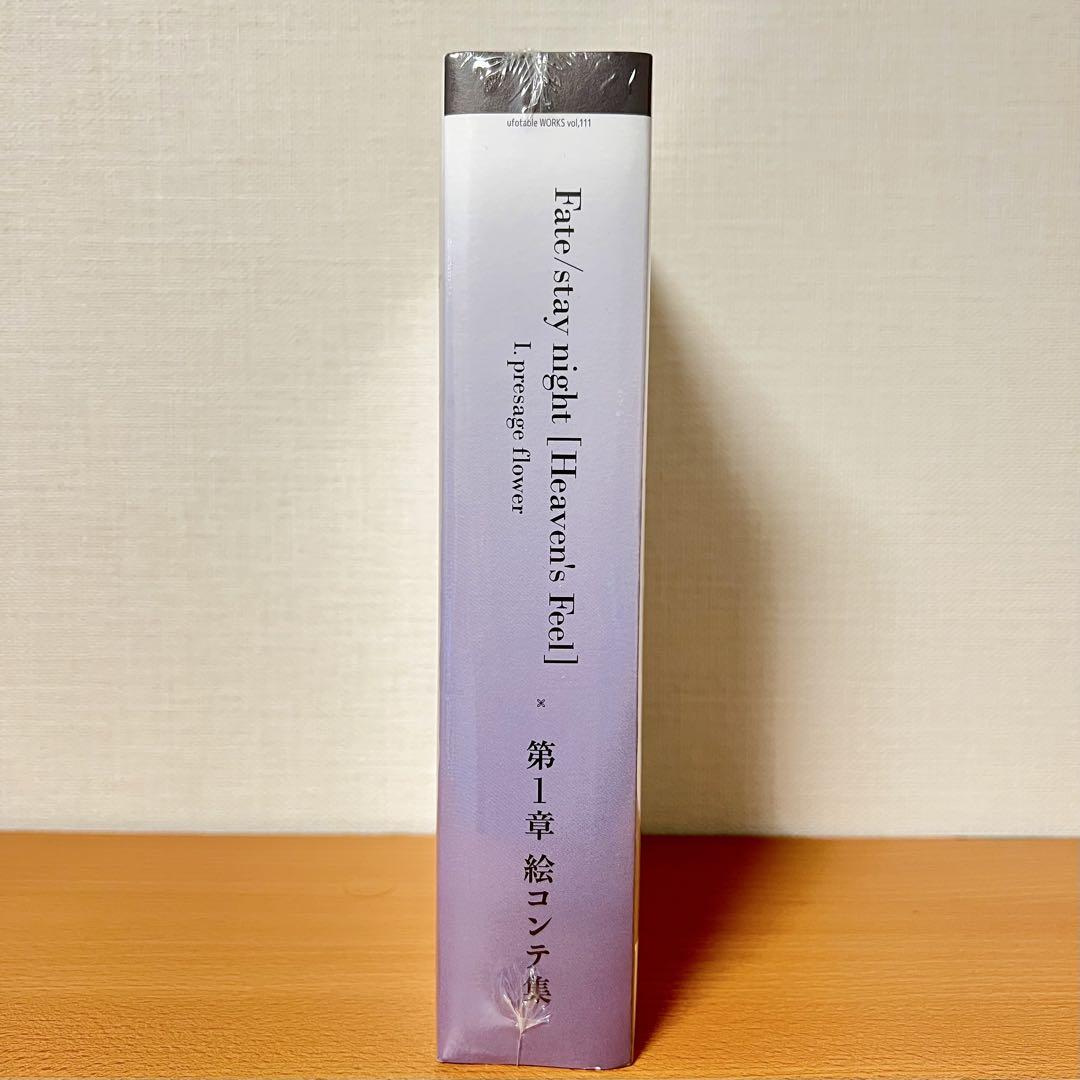 ufotable WORKS vol,111
Fate/stay night [Heaven's Feel]
I. presage flower
× 第1章 絵コンテ集